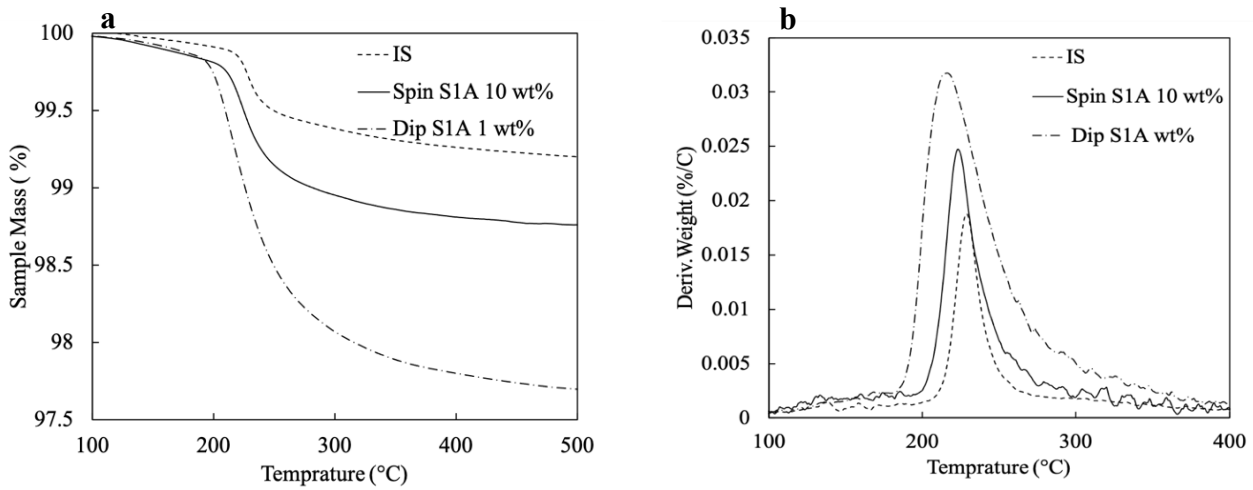 a
100
99.5
99
98.5
98
97.5
Sample Mass ( %)
IS
Spin S1A 10 wt%
Dip S1A 1 wt%
100 200 300 400 500
Temprature (°C)
b
0.035
0.03
0.025
0.02
0.015
0.01
0.005
0
Deriv.Weight (%/C)
IS
Spin S1A 10 wt%
Dip S1A wt%
100 200 300 400
Temprature (°C)